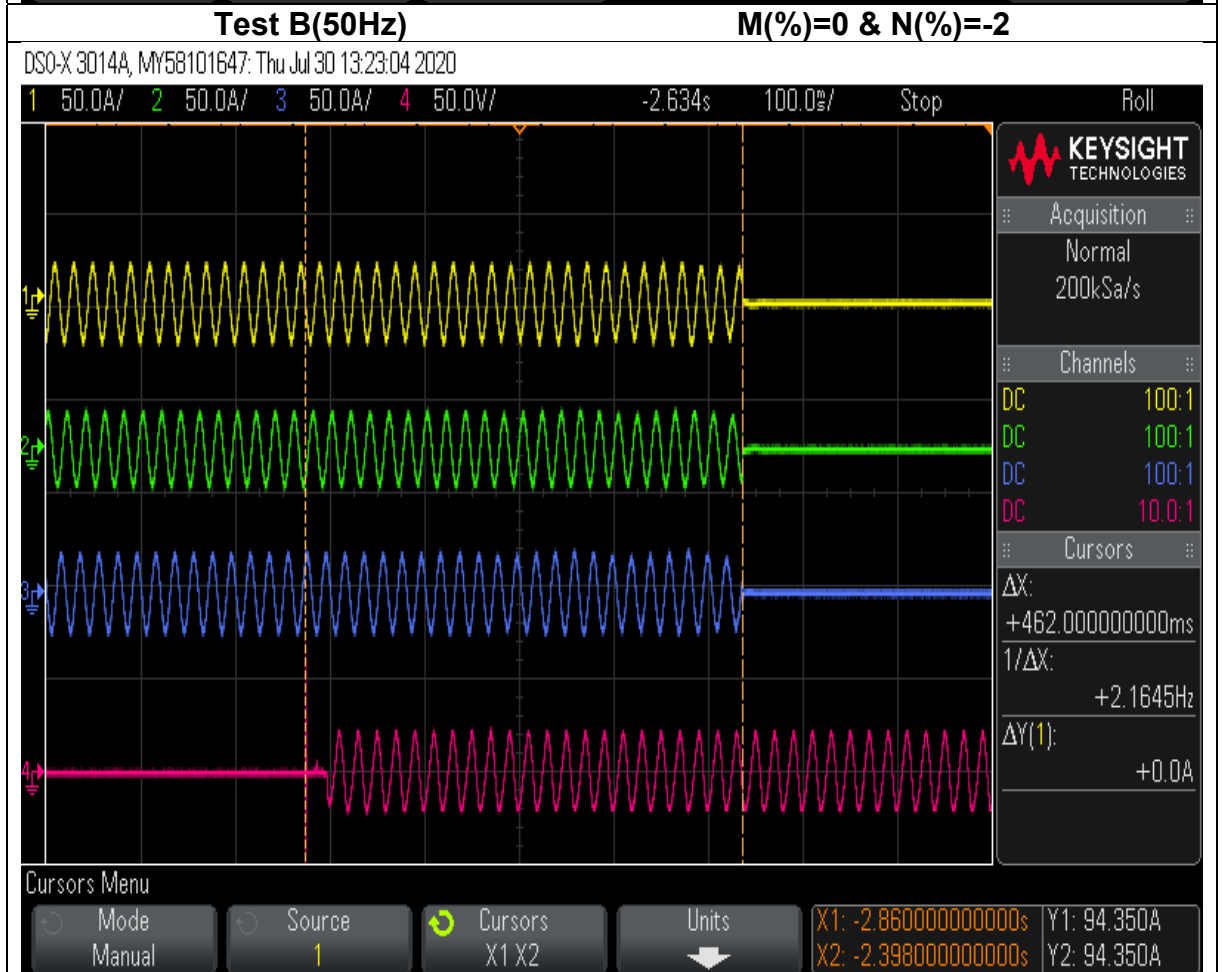 Test B(50Hz) M(%)=0 & N(%)=-2
DSO-X 3014A, MY58101647: Thu Jul 30 13:23:04 2020
1 50.0A/ 2 50.0A/ 3 50.0A/ 4 50.0V/ -2.634s 100.0ms/ Stop Roll
KEYSIGHT
TECHNOLOGIES
Acquisition
Normal
200kSa/s
Channels
DC 100:1
DC 100:1
DC 100:1
DC 10.0:1
Cursors
ΔX:
+462.000000000ms
1/ΔX:
+2.1645Hz
ΔY(1):
+0.0A
1
2
3
4
Cursors Menu
Mode
Manual
Source
1
Cursors
X1 X2
Units
X1: -2.860000000000s Y1: 94.350A
X2: -2.398000000000s Y2: 94.350A